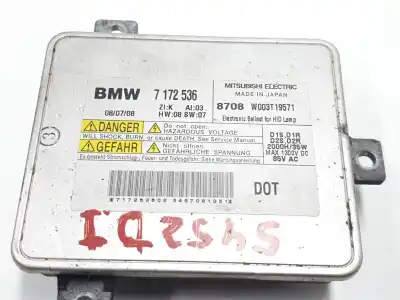 BMW 7 172 536
MITSUBISHI ELECTRIC
MADE IN JAPAN
08/07/08
ZI:K AI:03
HW:08 SW:07
8708 W003T19571
Electronic Ballast for HID Lamp
DANGER
Do not open.
HAZARDOUS VOLTAGE
WILL SHOCK, BURN, or cause DEATH. See Service Manual.
GEFAHR
Nicht öffnen.
GEFÄHRLICHE SPANNUNG
D1S,D1R
D2S,D2R
2000H/35W
MAX 1300V DC
85V AC
DOT
5452DI